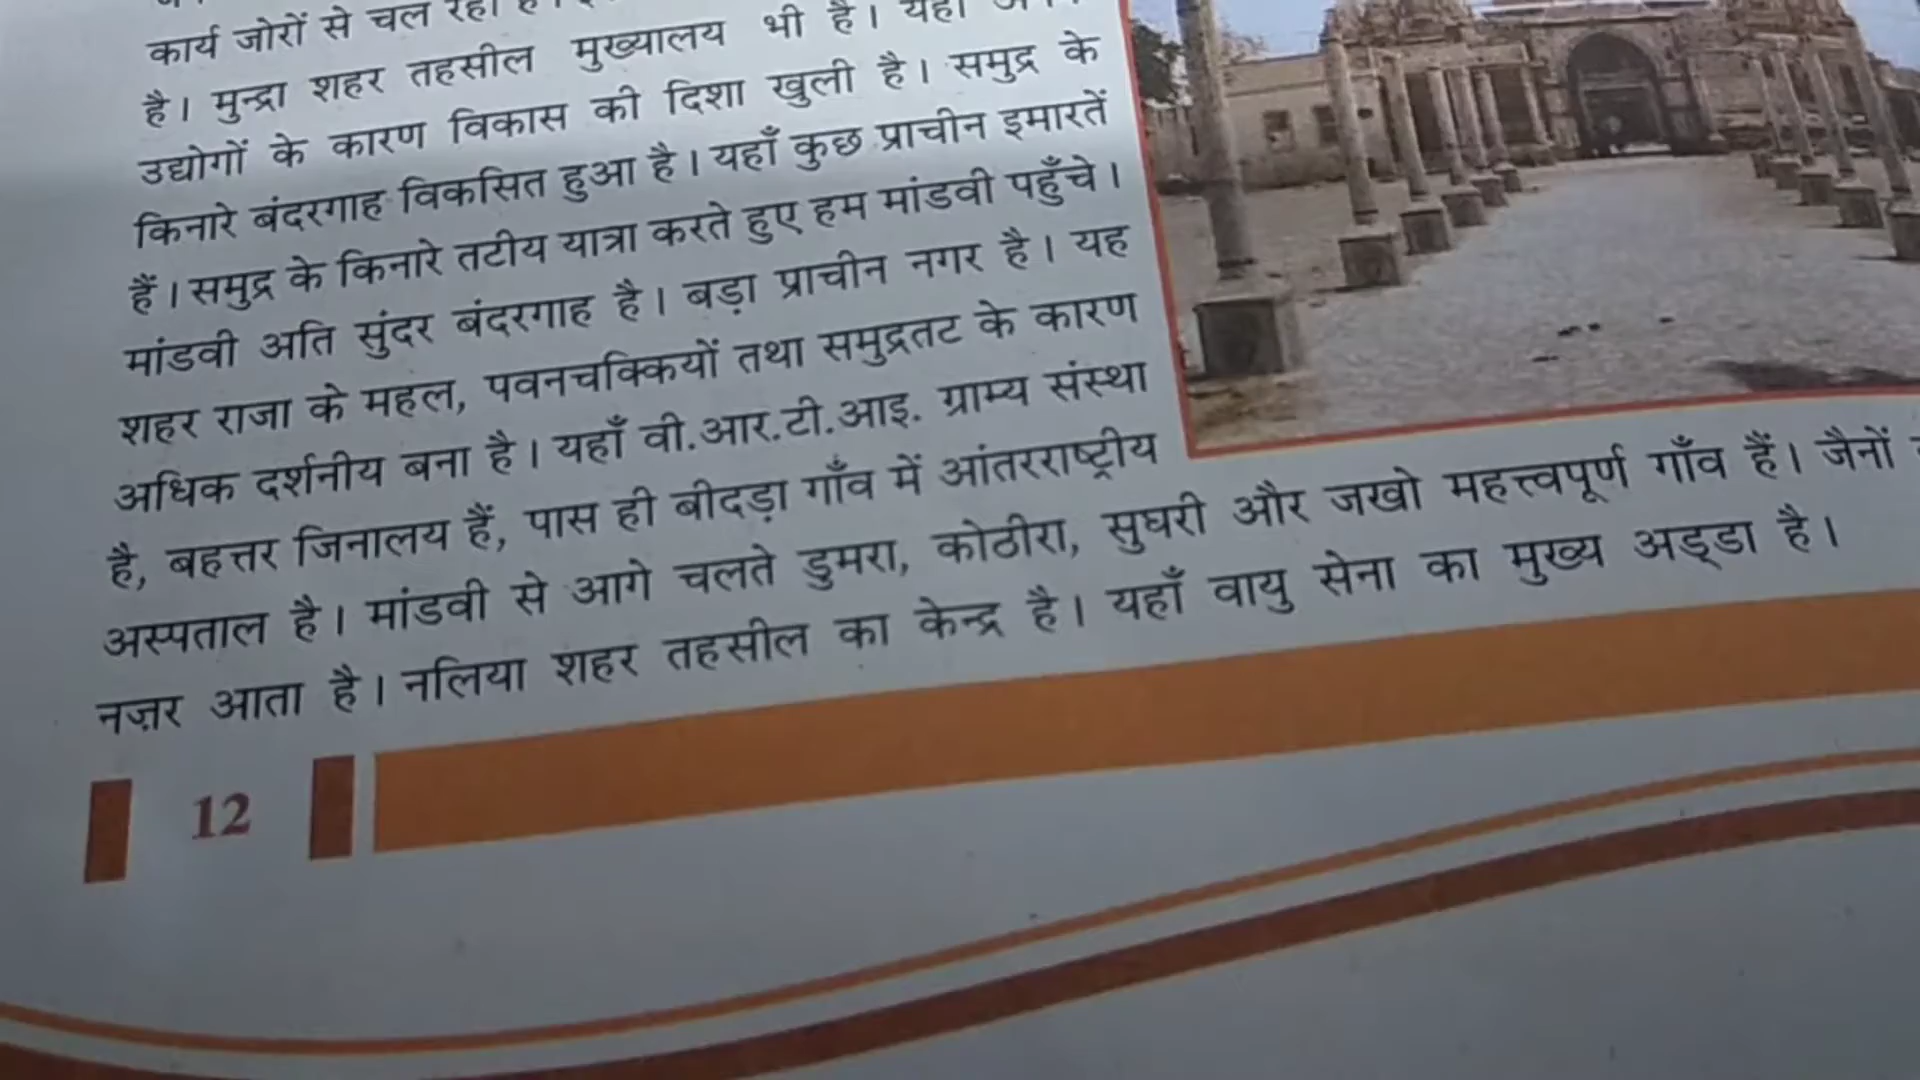 कार्य जोरों से चल रहा है।
है। मुन्द्रा शहर तहसील मुख्यालय भी है। यहाँ
उद्योगों के कारण विकास की दिशा खुली है। समुद्र के
किनारे बंदरगाह विकसित हुआ है। यहाँ कुछ प्राचीन इमारतें
हैं। समुद्र के किनारे तटीय यात्रा करते हुए हम मांडवी पहुँचे।
मांडवी अति सुंदर बंदरगाह है। बड़ा प्राचीन नगर है। यह
शहर राजा के महल, पवनचक्कियों तथा समुद्रतट के कारण
अधिक दर्शनीय बना है। यहाँ वी.आर.टी.आइ. ग्राम्य संस्था
है, बहत्तर जिनालय हैं, पास ही बीदड़ा गाँव में आंतरराष्ट्रीय
अस्पताल है। मांडवी से आगे चलते डुमरा, कोठीरा, सुघरी और जखो महत्त्वपूर्ण गाँव हैं। जैनों
नज़र आता है। नलिया शहर तहसील का केन्द्र है। यहाँ वायु सेना का मुख्य अड्डा है।
12